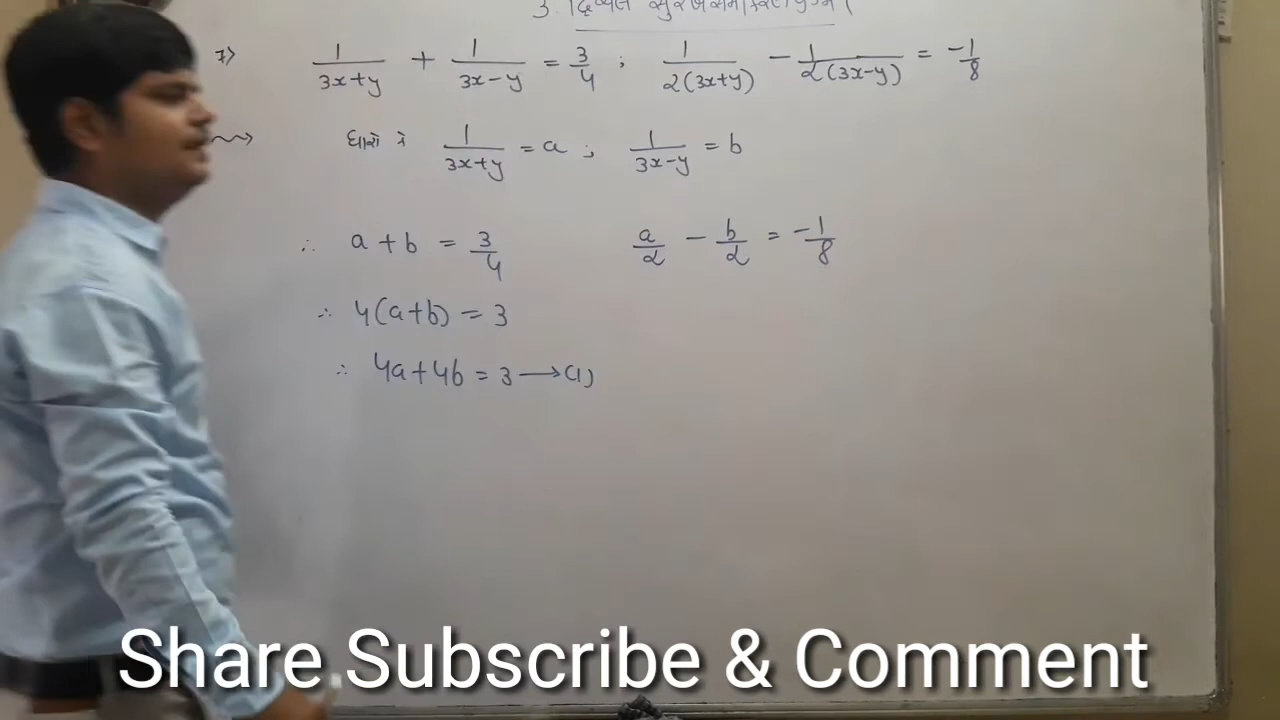 3.
7) 1/(3x+y) + 1/(3x-y) = 3/4 ; 1/2(3x+y) - 1/2(3x-y) = -1/8
1/(3x+y) = a ; 1/(3x-y) = b
∴ a + b = 3/4 a/2 - b/2 = -1/8
∴ 4(a+b) = 3
∴ 4a+4b = 3 ⟶ (1)
Share Subscribe & Comment